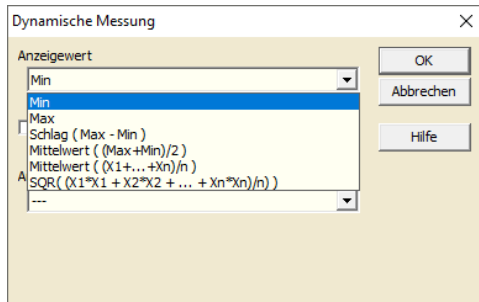 Dynamische Messung
Anzeigewert
OK
Min
Abbrechen
Min
Max
Schlag ( Max - Min )
Hilfe
Mittelwert ( (Max+Min)/2 )
Mittelwert ( (X1+...+Xn)/n )
A
SQR( (X1*X1 + X2*X2 + ... + Xn*Xn)/n) )
---